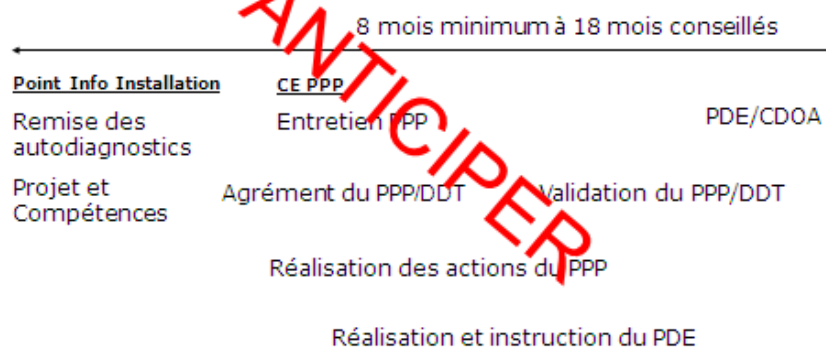 8 mois minimum à 18 mois conseillés
Point Info Installation
CE PPP
Remise des
autodiagnostics
Entretien PPP
PDE/CDOA
Projet et
Compétences
Agrément du PPP/DDT
Validation du PPP/DDT
Réalisation des actions du PPP
Réalisation et instruction du PDE
ANTICIPER